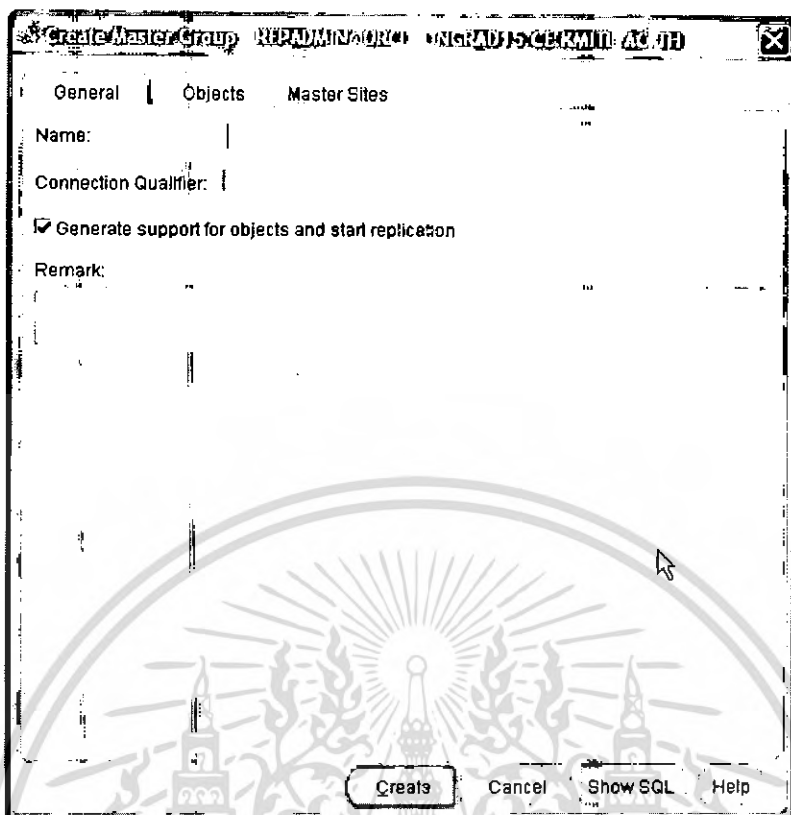 Create Master Group
General Objects Master Sites
Name:
Connection Qualifier:
Generate support for objects and start replication
Remark:
Create Cancel Show SQL Help